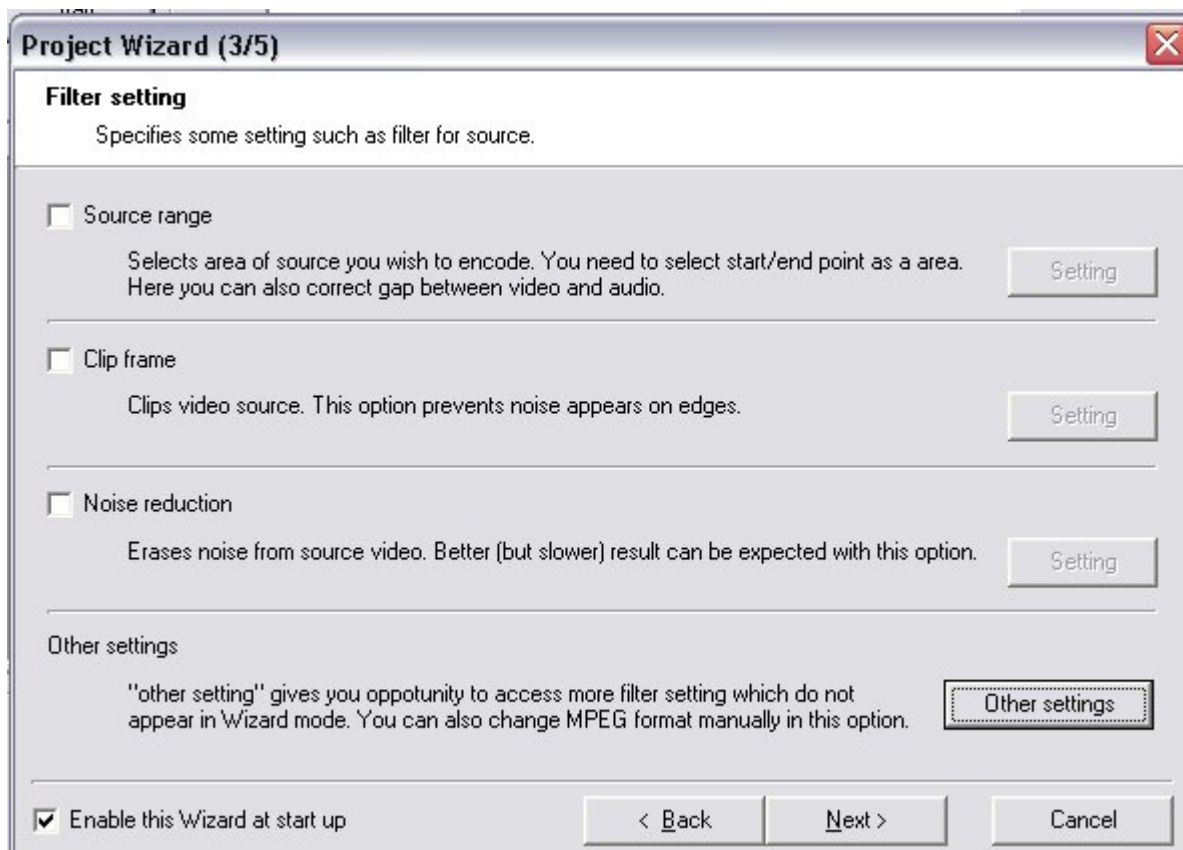 Project Wizard (3/5)
Filter setting
Specifies some setting such as filter for source.
Source range
Selects area of source you wish to encode. You need to select start/end point as a area.
Here you can also correct gap between video and audio.
Setting
Clip frame
Clips video source. This option prevents noise appears on edges.
Setting
Noise reduction
Erases noise from source video. Better (but slower) result can be expected with this option.
Setting
Other settings
"other setting" gives you oppotunity to access more filter setting which do not
appear in Wizard mode. You can also change MPEG format manually in this option.
Other settings
Enable this Wizard at start up
< Back
Next >
Cancel